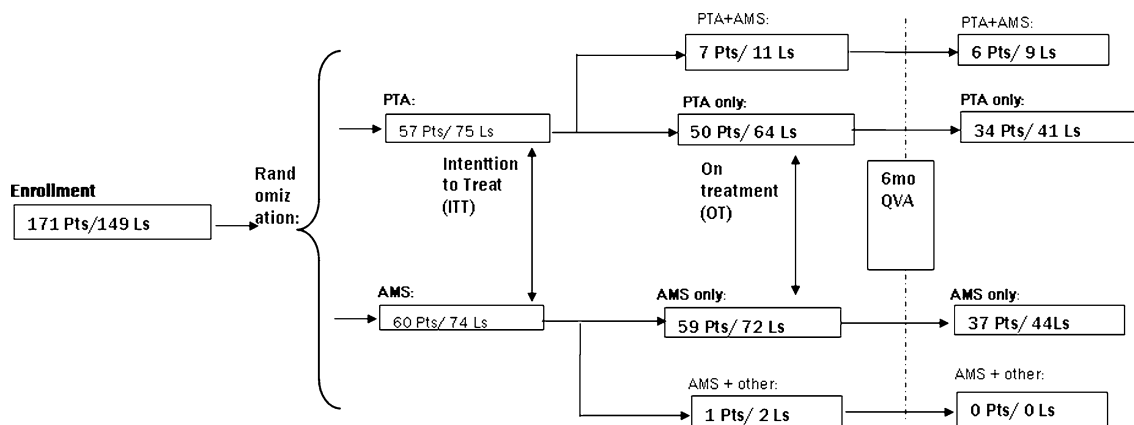 PTA+AMS:
7 Pts/ 11 Ls
PTA+AMS:
6 Pts/ 9 Ls
PTA:
57 Pts/ 75 Ls
PTA only:
50 Pts/ 64 Ls
PTA only:
34 Pts/ 41 Ls
Enrollment
171 Pts/149 Ls
Rand
omiz
ation:
Intenttion
to Treat
(ITT)
On
treatment
(OT)
6mo
QVA
AMS:
60 Pts/ 74 Ls
AMS only:
59 Pts/ 72 Ls
AMS only:
37 Pts/ 44Ls
AMS + other:
1 Pts/ 2 Ls
AMS + other:
0 Pts/ 0 Ls